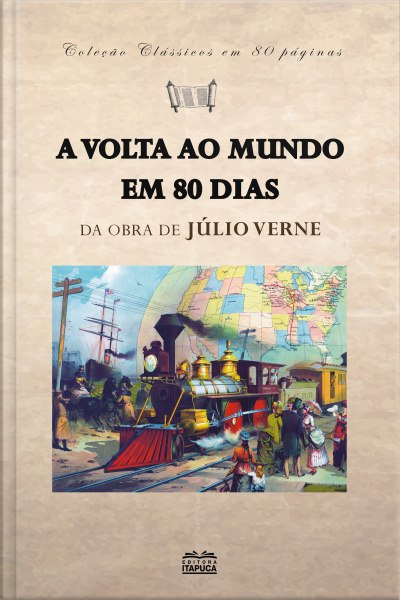 Coleção Clássicos em 80 páginas
A VOLTA AO MUNDO
EM 80 DIAS
DA OBRA DE JÚLIO VERNE
EDITORA
ITAPUCA